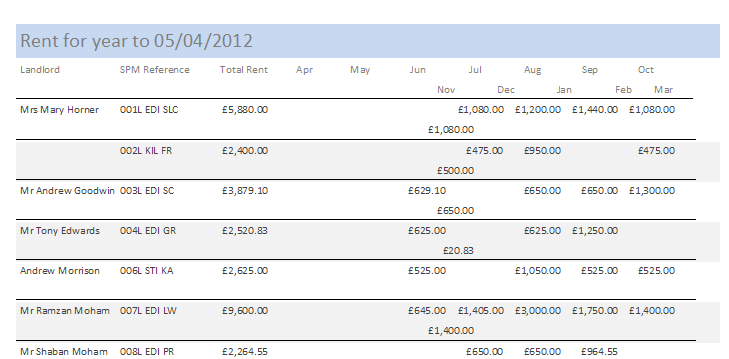 Rent for year to 05/04/2012
Landlord SPM Reference Total Rent Apr May Jun Jul Aug Sep Oct
Nov Dec Jan Feb Mar
Mrs Mary Horner 001L EDI SLC £5,880.00 £1,080.00 £1,200.00 £1,440.00 £1,080.00
£1,080.00
002L KIL FR £2,400.00 £475.00 £950.00 £475.00
£500.00
Mr Andrew Goodwin 003L EDI SC £3,879.10 £629.10 £650.00 £650.00 £1,300.00
£650.00
Mr Tony Edwards 004L EDI GR £2,520.83 £625.00 £625.00 £1,250.00
£20.83
Andrew Morrison 006L STI KA £2,625.00 £525.00 £1,050.00 £525.00 £525.00
Mr Ramzan Moham 007L EDI LW £9,600.00 £645.00 £1,405.00 £3,000.00 £1,750.00 £1,400.00
£1,400.00
Mr Shaban Moham 008L EDI PR £2,264.55 £650.00 £650.00 £964.55